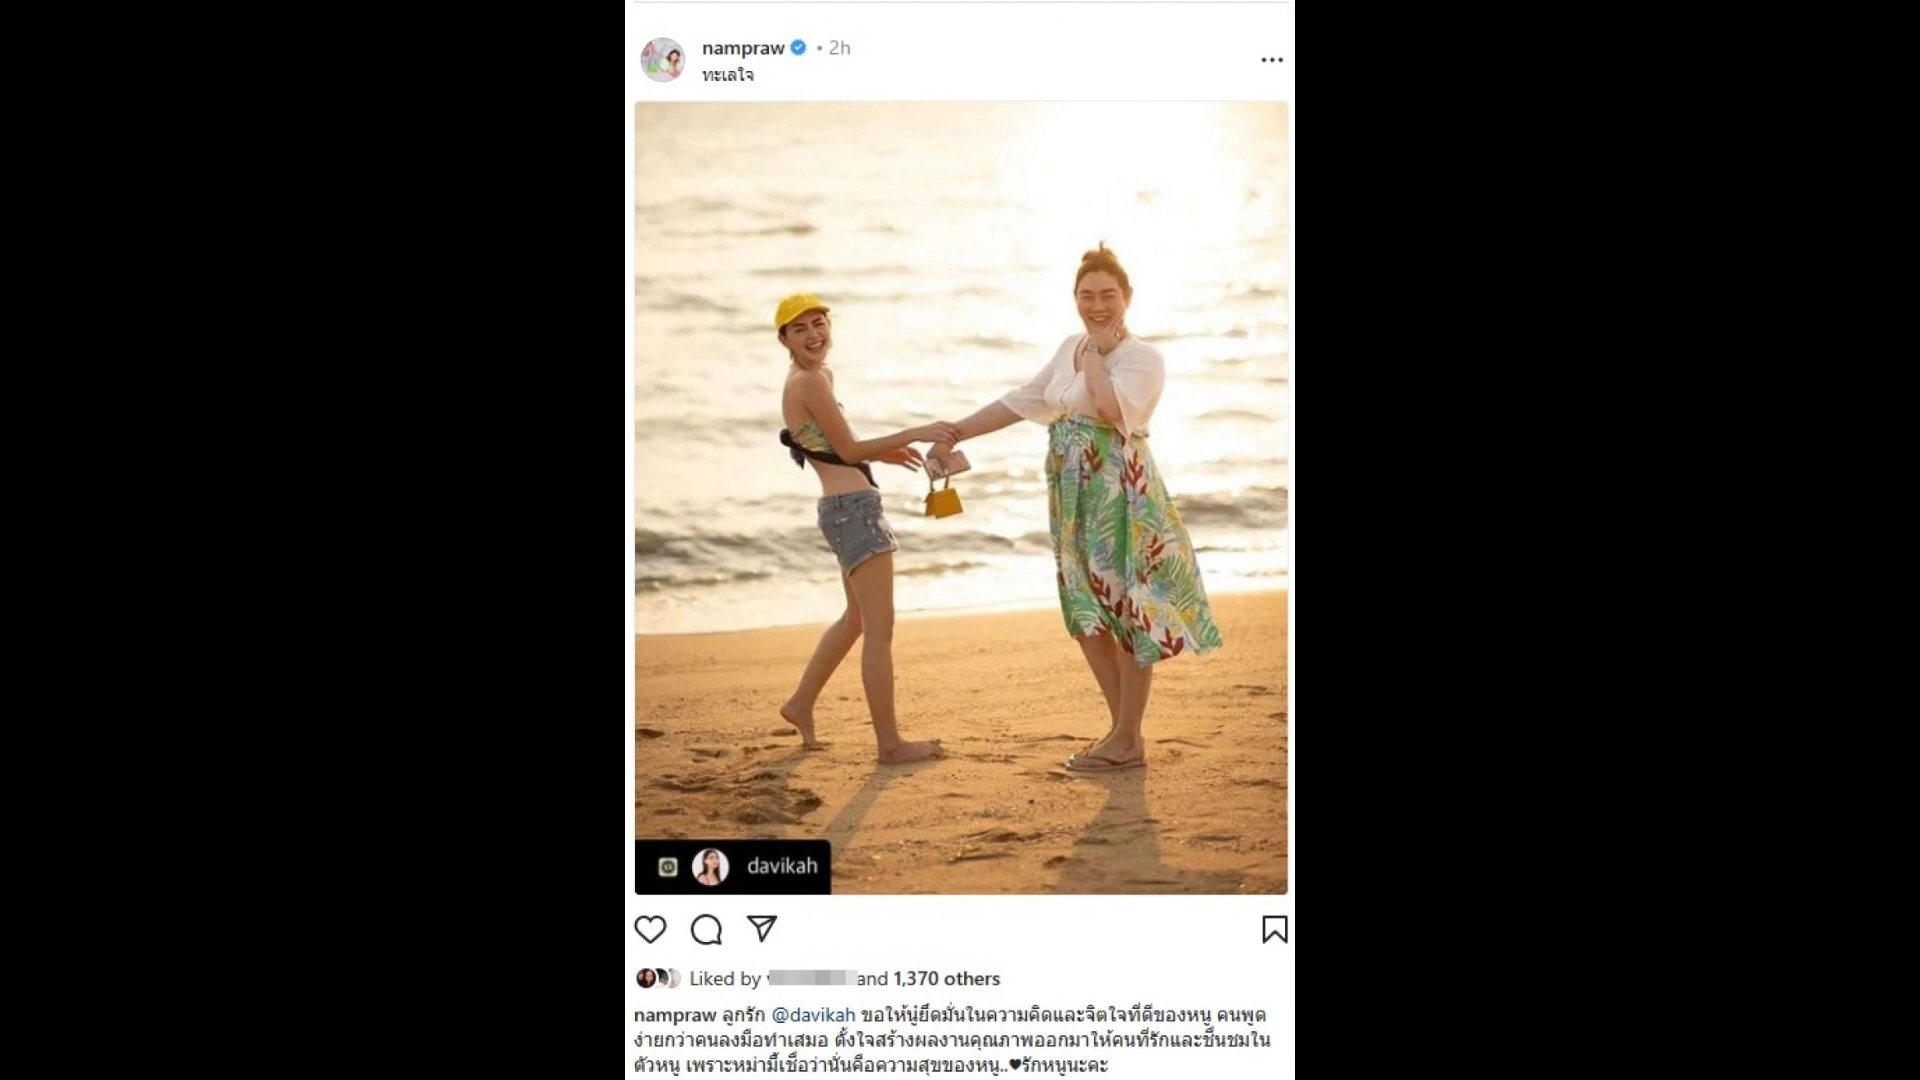 nampraw • 2h
ทะเลใจ
davikah
Liked by and 1,370 others
nampraw ลูกรัก @davikah ขอให้นู๋ยึดมั่นในความคิดและจิตใจที่ดีของหนู คนพูด
ง่ายกว่าคนลงมือทำเสมอ ตั้งใจสร้างผลงานคุณภาพออกมาให้คนที่รักและชื่นชมใน
ตัวหนู เพราะหม่ามี้เชื่อว่านั่นคือความสุขของหนู..♥รักหนูนะคะ